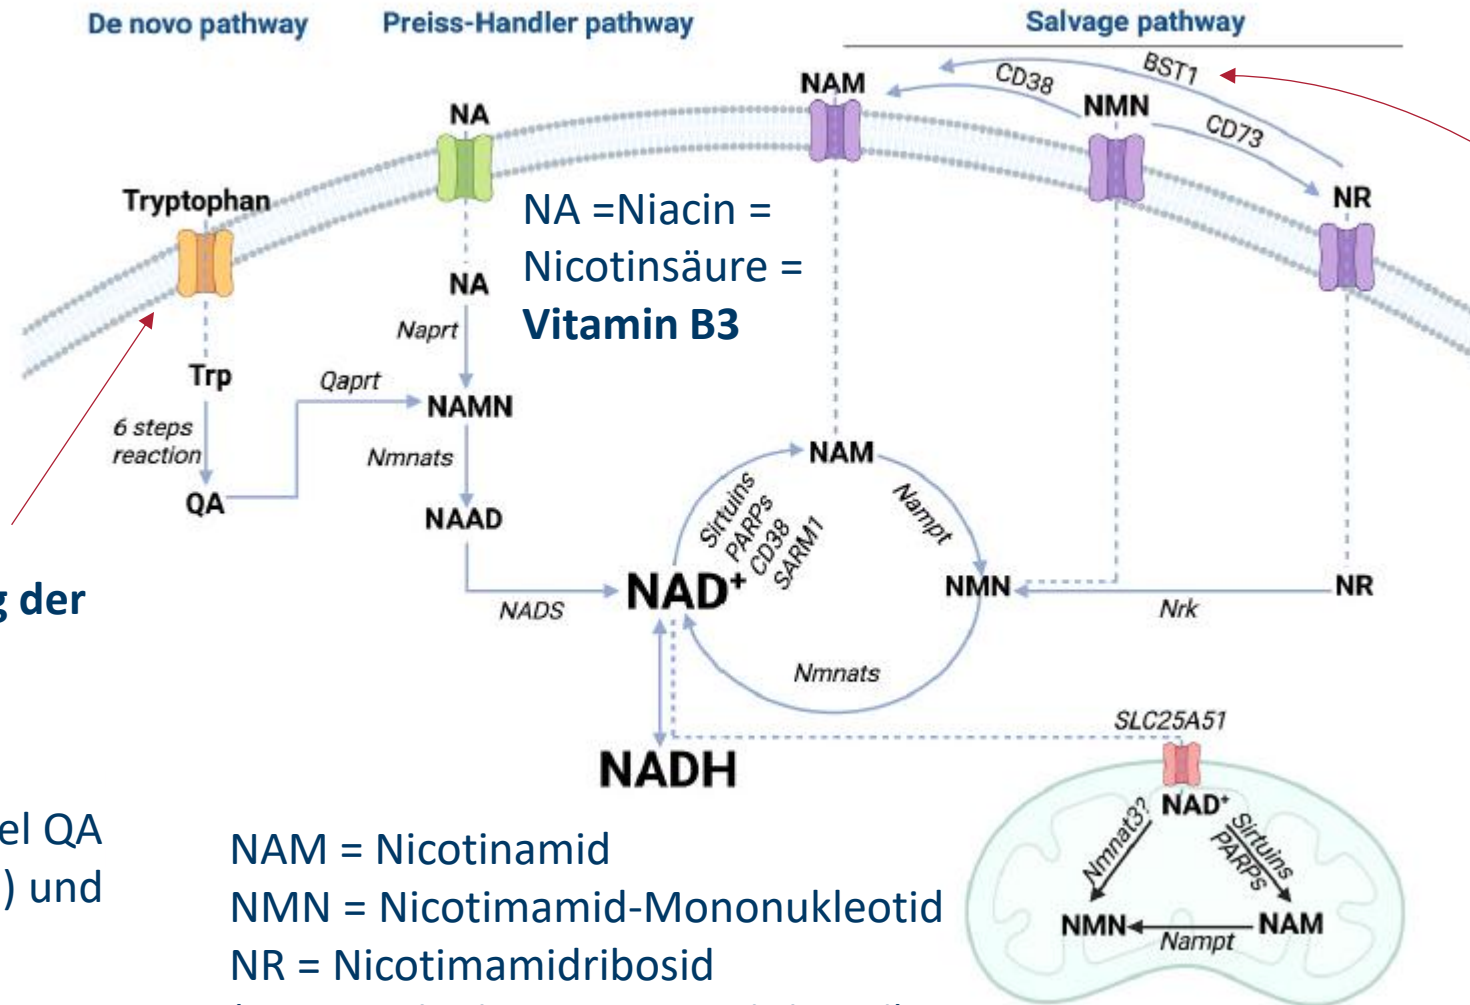 De novo pathway
Preiss-Handler pathway
Salvage pathway
BST1
CD38
NAM
NMN
CD73
NA
NR
Tryptophan
NA =Niacin =
Nicotinsäure =
Vitamin B3
NA
Naprt
Trp
Qaprt
NAMN
6 steps
reaction
Nmnats
QA
NAAD
NAM
Sirtuins
PARPs
CD38
SARM1
Nampt
NAD⁺
NADS
NMN
NR
Nrk
g der
Nmnats
NADH
SLC25A51
NAD⁺
Nmnat3?
Sirtuins
PARPs
NMN
NAM
Nampt
el QA
) und
NAM = Nicotinamid
NMN = Nicotimamid-Mononukleotid
NR = Nicotimamidribosid